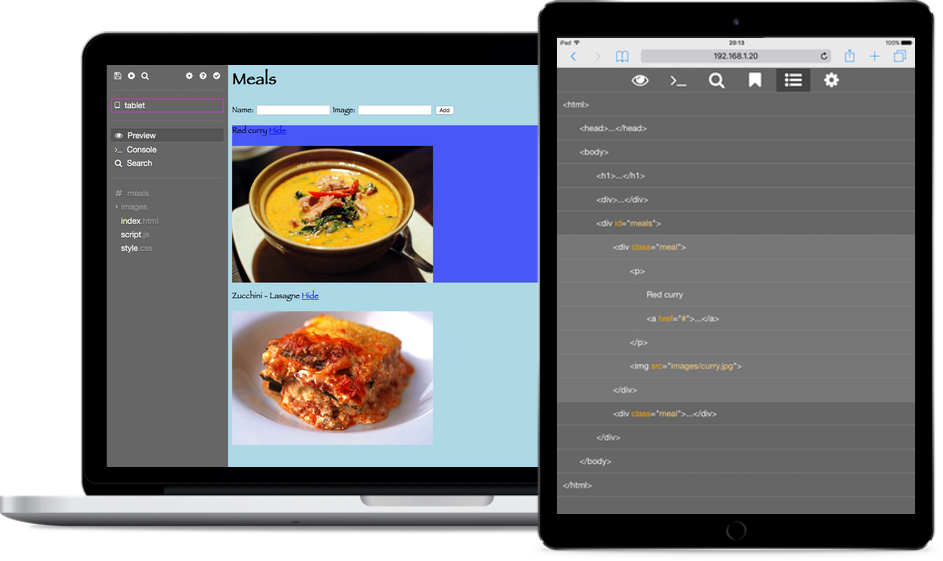 tablet
Preview
>_ Console
Search
# meals
images
index.html
script.js
style.css
Meals
Name: Image: Add
Red curry Hide
Zucchini - Lasagne Hide
iPad 20:13 100%
192.168.1.20
>_
<html>
<head>...</head>
<body>
<h1>...</h1>
<div>...</div>
<div id="meals">
<div class="meal">
<p>
Red curry
<a href="#">...</a>
</p>
<img src="images/curry.jpg">
</div>
<div class="meal">...</div>
</div>
</body>
</html>